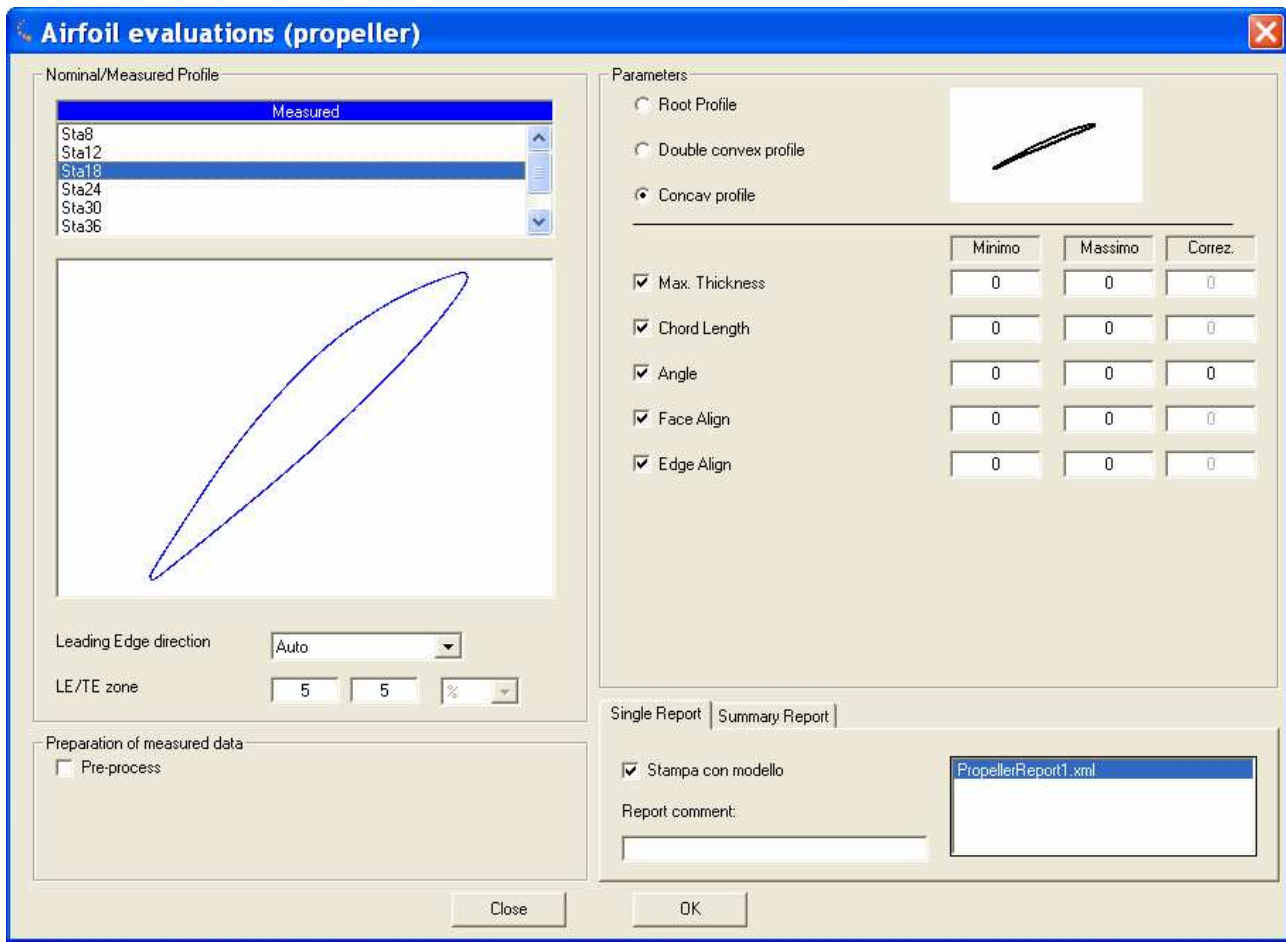 Airfoil evaluations (propeller)
Nominal/Measured Profile
Measured
Sta8
Sta12
Sta18
Sta24
Sta30
Sta36
Leading Edge direction
Auto
LE/TE zone
5 5 %
Preparation of measured data
Pre-process
Parameters
Root Profile
Double convex profile
Concav profile
Minimo Massimo Correz.
Max. Thickness 0 0 0
Chord Length 0 0 0
Angle 0 0 0
Face Align 0 0 0
Edge Align 0 0 0
Single Report Summary Report
Stampa con modello
PropellerReport1.xml
Report comment:
Close OK